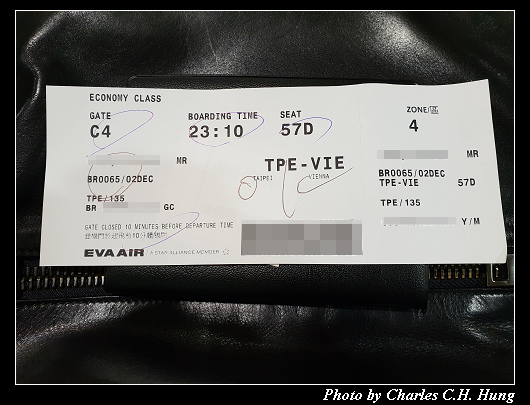 ECONOMY CLASS
GATE BOARDING TIME SEAT
C4 23:10 57D
MR
TPE-VIE
TAIPEI VIENNA
BR0065/02DEC
TPE/135
BR GC
GATE CLOSED 10 MINUTES BEFORE DEPARTURE TIME
EVA AIR A STAR ALLIANCE MEMBER
ZONE/區
4
MR
BR0065/02DEC
TPE-VIE 57D
TPE/135
Y/M
Photo by Charles C.H. Hung